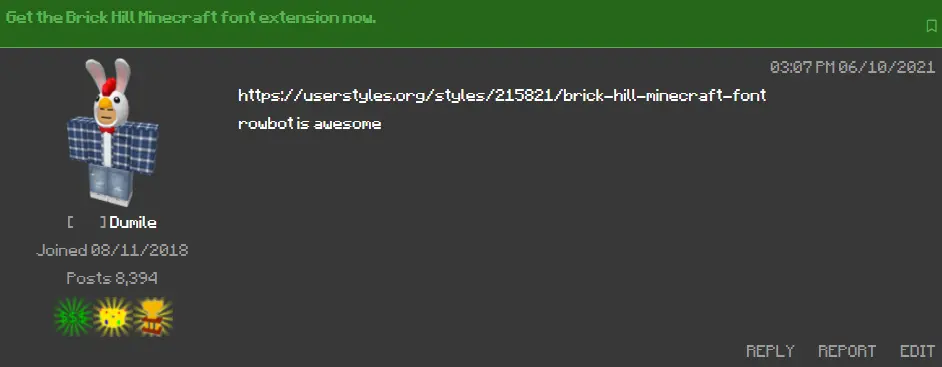 Get the Brick Hill Minecraft font extension now.
03:07 PM 06/10/2021
https://userstyles.org/styles/215821/brick-hill-minecraft-font
rowbot is awesome
[ ] Dumile
Joined 08/11/2018
Posts 8,394
$$$
REPLY REPORT EDIT